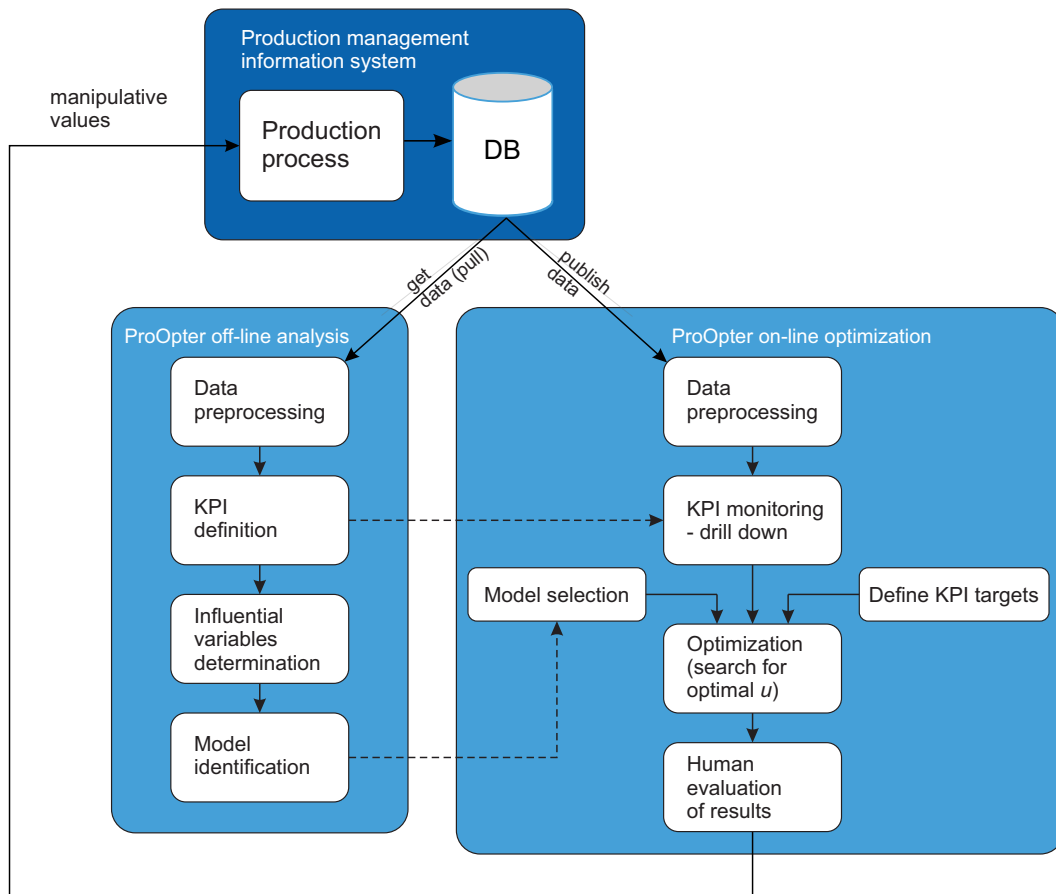 Production management
information system
manipulative
values
Production
process
DB
get
data (pull)
publish
data
ProOpter off-line analysis
Data
preprocessing
KPI
definition
Influential
variables
determination
Model
identification
ProOpter on-line optimization
Data
preprocessing
KPI monitoring
- drill down
Model selection
Define KPI targets
Optimization
(search for
optimal u)
Human
evaluation
of results